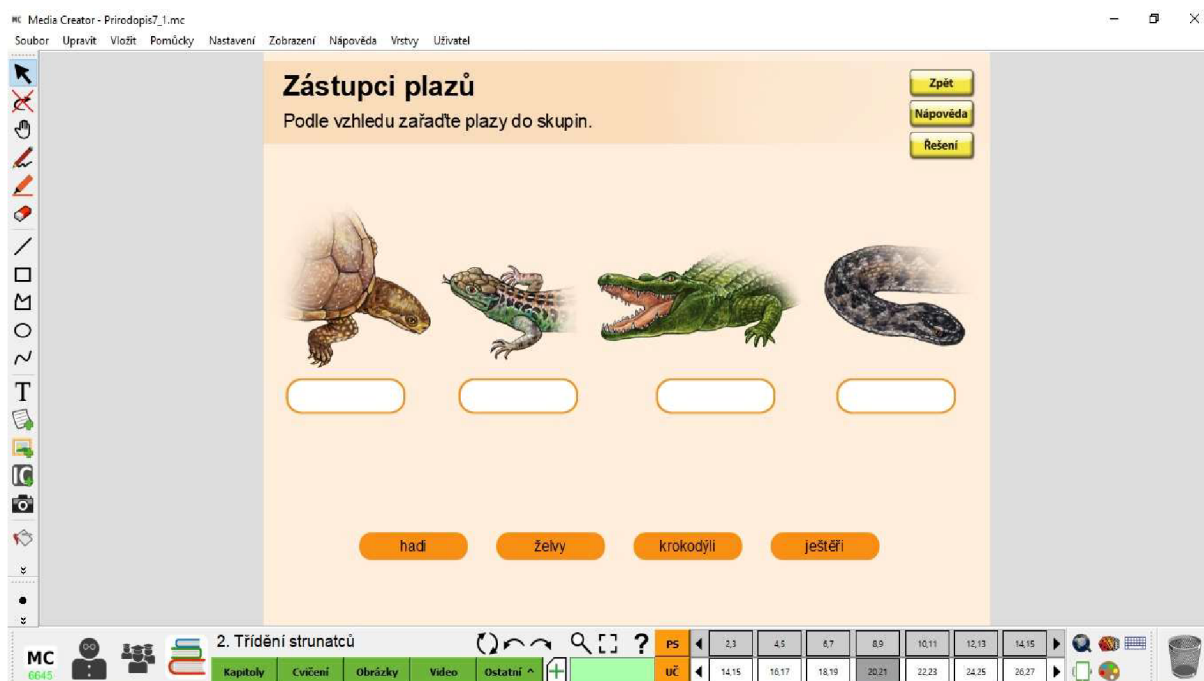 MC Media Creator - Prirodopis7_1.mc
Soubor Upravit Vložit Pomůcky Nastavení Zobrazení Nápověda Vrstvy Uživatel
Zástupci plazů
Podle vzhledu zařaďte plazy do skupin.
Zpět
Nápověda
Řešení
T
IC
hadi želvy krokodýli ještěři
MC
6645
2. Třídění strunatců
Kapitoly Cvičení Obrázky Video Ostatní ^
?
PS 2,3 4,5 6,7 8,9 10,11 12,13 14,15
UČ 14,15 16,17 18,19 20,21 22,23 24,25 26,27